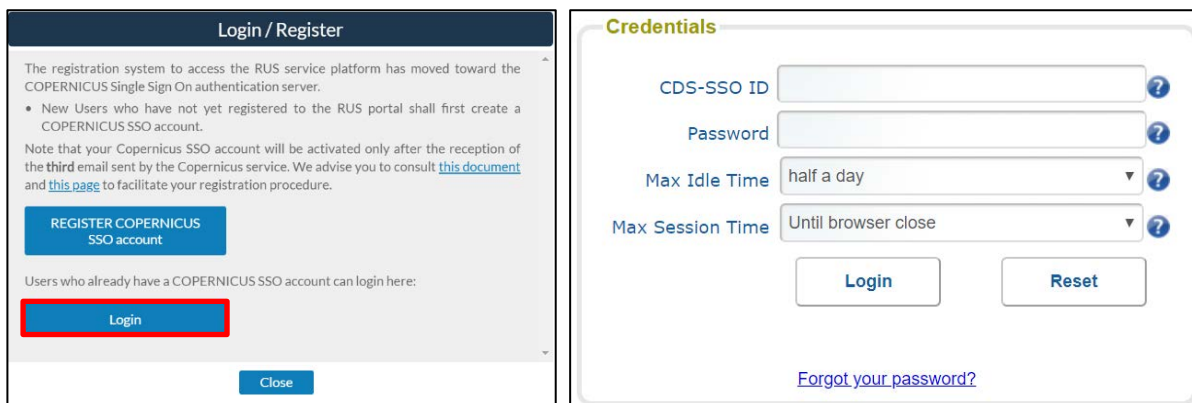 Login / Register
The registration system to access the RUS service platform has moved toward the
COPERNICUS Single Sign On authentication server.
• New Users who have not yet registered to the RUS portal shall first create a
COPERNICUS SSO account.
Note that your Copernicus SSO account will be activated only after the reception of
the third email sent by the Copernicus service. We advise you to consult this document
and this page to facilitate your registration procedure.
REGISTER COPERNICUS
SSO account
Users who already have a COPERNICUS SSO account can login here:
Login
Close
Credentials
CDS-SSO ID
?
Password
?
Max Idle Time half a day
?
Max Session Time Until browser close
?
Login Reset
Forgot your password?